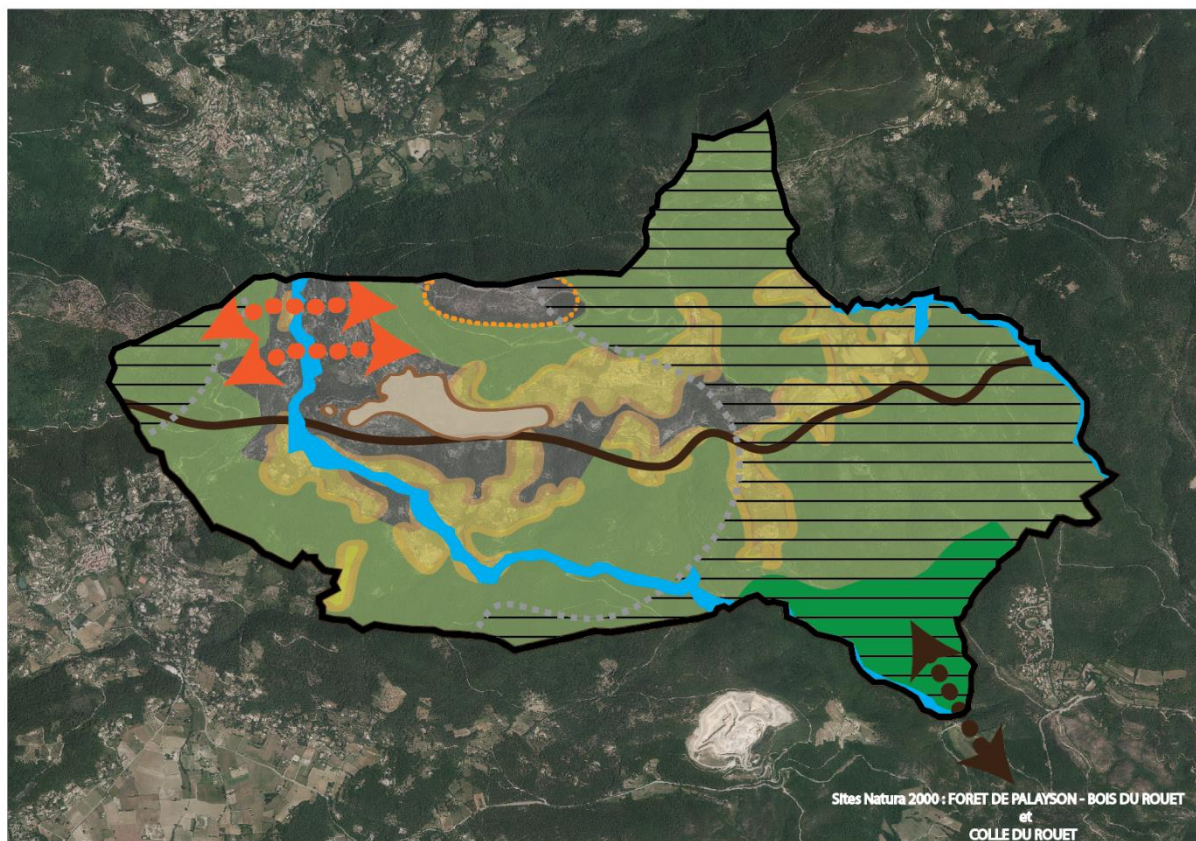 Sites Natura 2000 : FORET DE PALAYSON - BOIS DU ROUET
et
COLLE DU ROUET